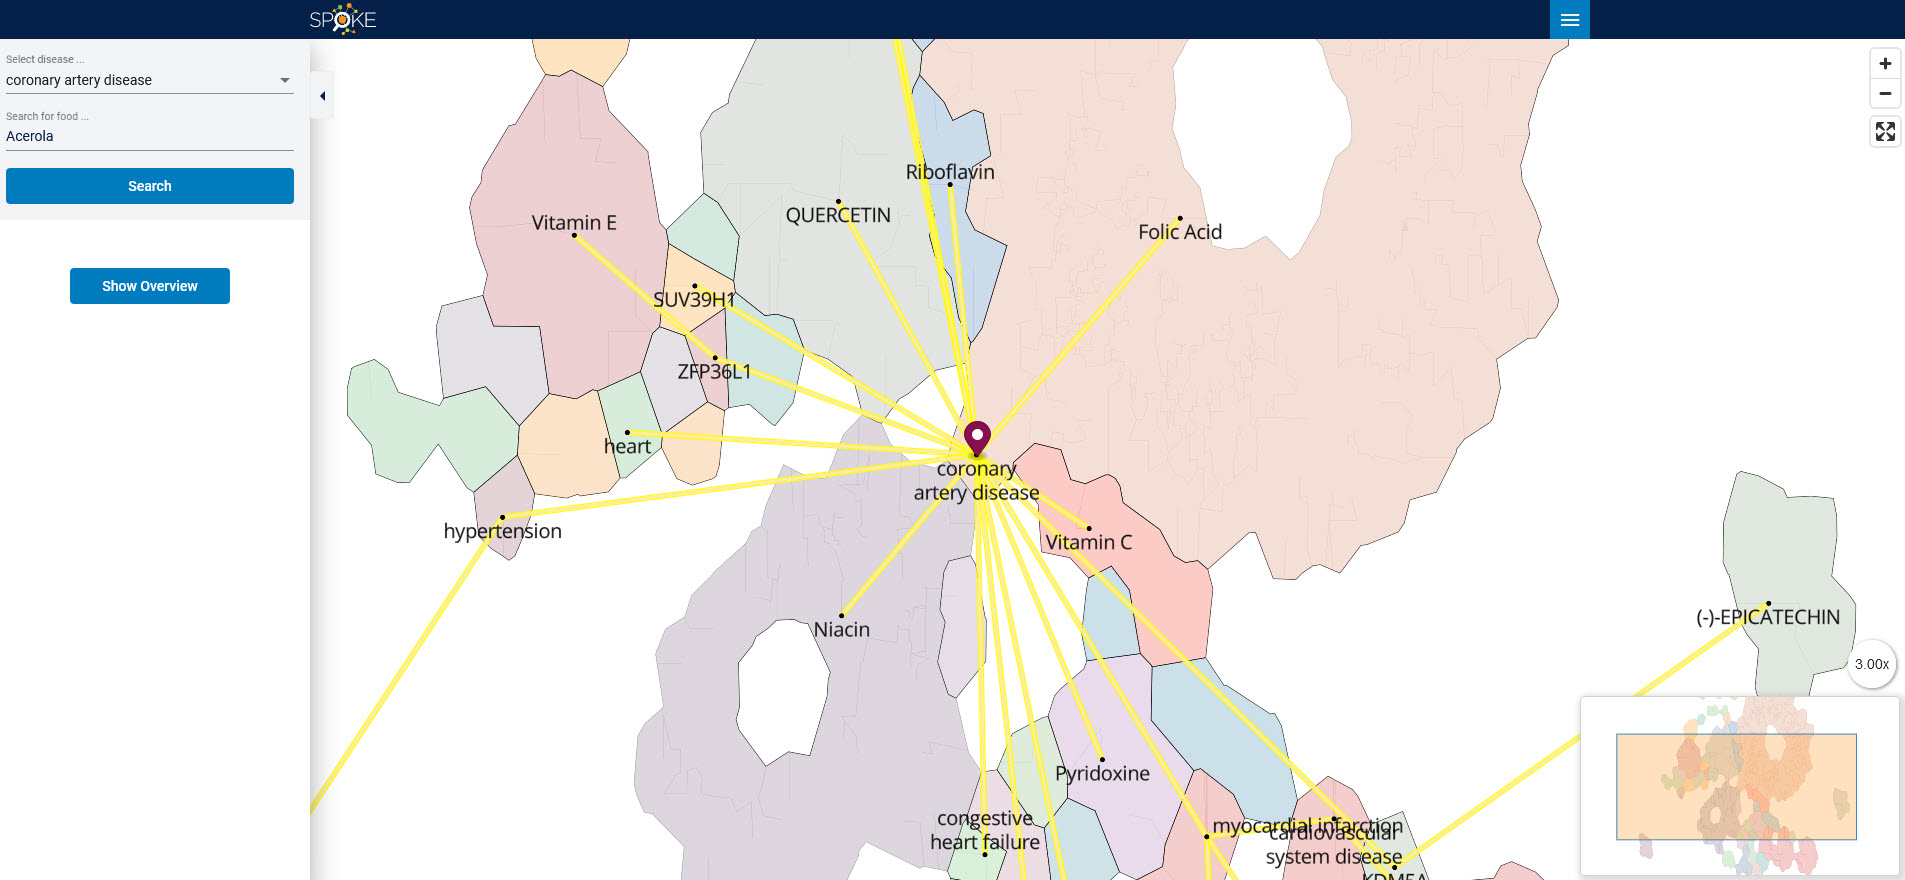 SPOKE
Select disease ...
coronary artery disease
Search for food ...
Acerola
Search
Show Overview
Riboflavin
QUERCETIN
Vitamin E
Folic Acid
SUV39H1
ZFP36L1
heart
coronary
artery disease
hypertension
Vitamin C
(-)-EPICATECHIN
Niacin
3.00x
Pyridoxine
congestive
heart failure
myocardial infarction
cardiovascular
system disease
KDM5A